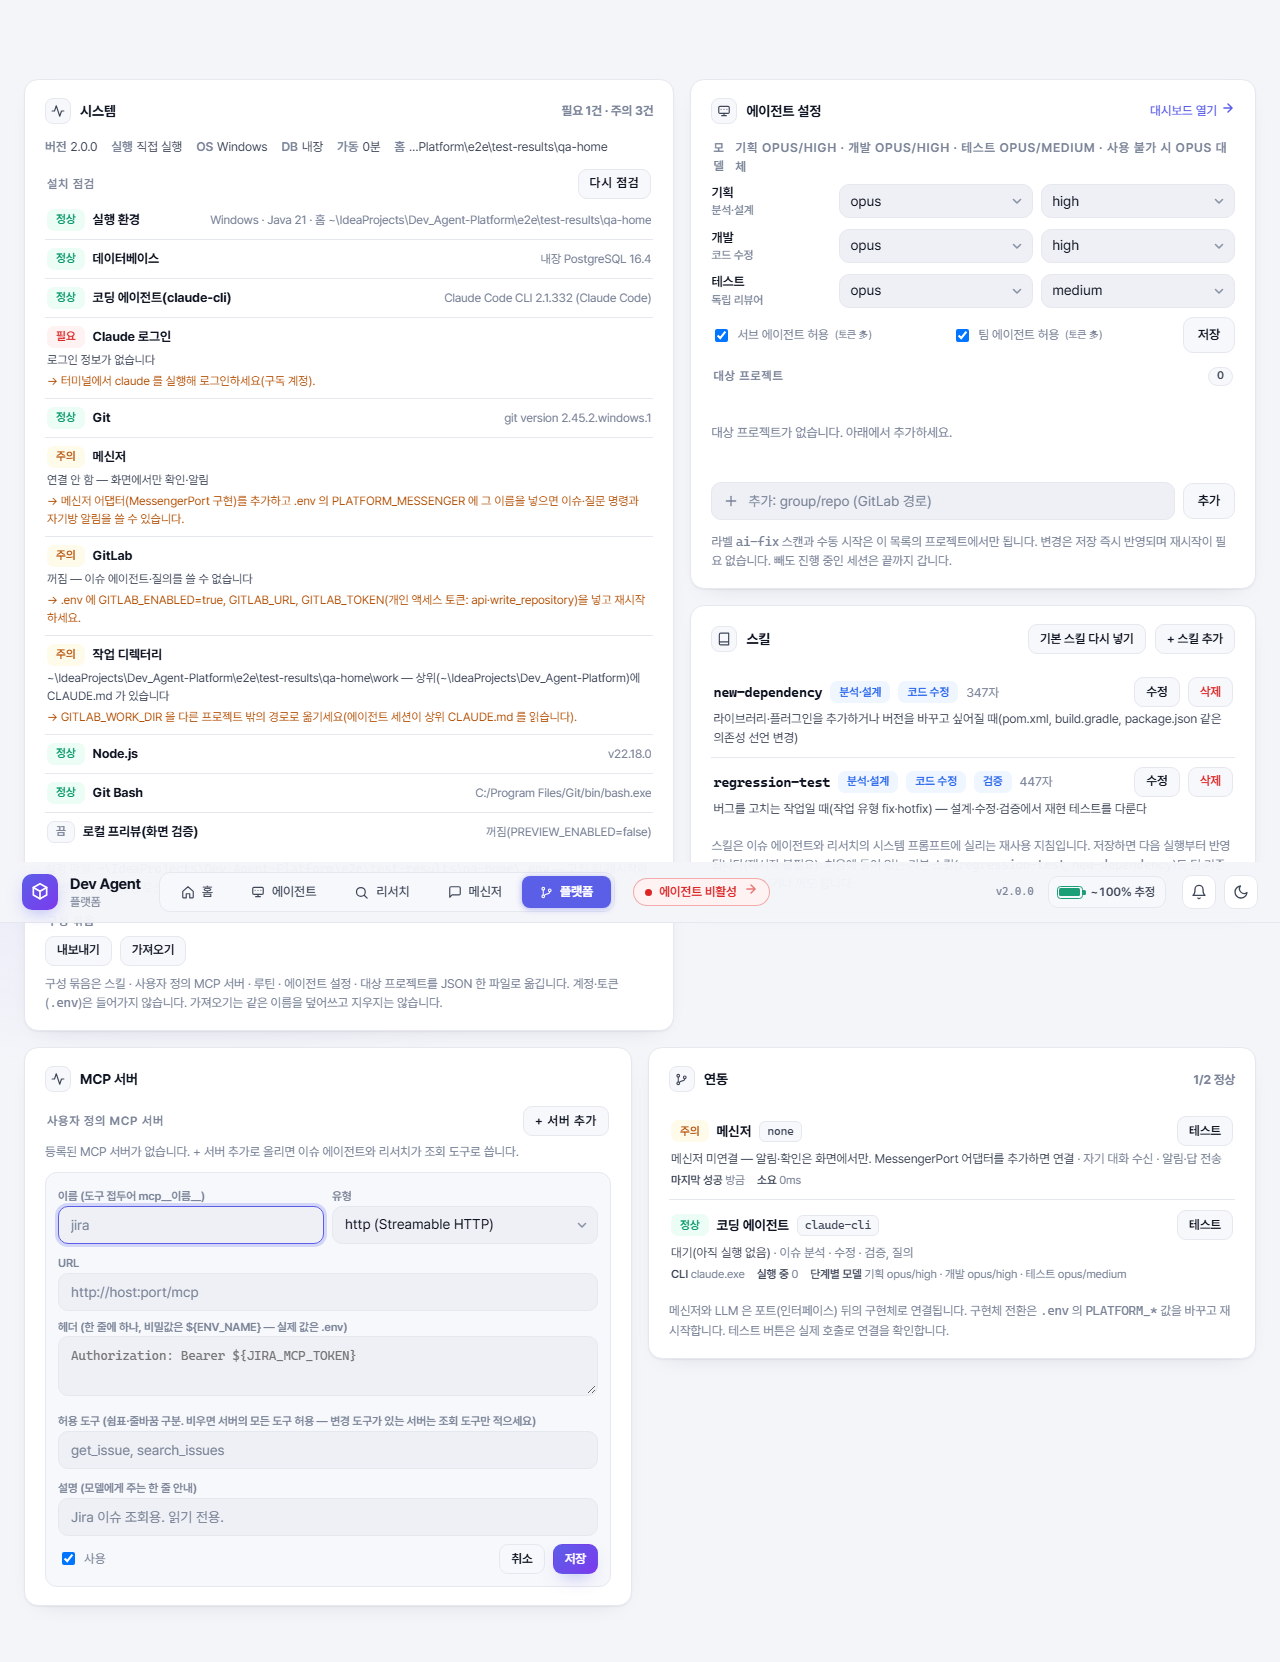 시스템
필요 1건 · 주의 3건
버전 2.0.0 실행 직접 실행 OS Windows DB 내장 가동 0분 홈 ...Platform\e2e\test-results\qa-home
설치 점검
다시 점검
정상 실행 환경 Windows · Java 21 · 홈 ~\IdeaProjects\Dev_Agent-Platform\e2e\test-results\qa-home
정상 데이터베이스 내장 PostgreSQL 16.4
정상 코딩 에이전트(claude-cli) Claude Code CLI 2.1.332 (Claude Code)
필요 Claude 로그인
로그인 정보가 없습니다
→ 터미널에서 claude 를 실행해 로그인하세요(구독 계정).
정상 Git git version 2.45.2.windows.1
주의 메신저
연결 안 함 — 화면에서만 확인·알림
→ 메신저 어댑터(MessengerPort 구현)를 추가하고 .env 의 PLATFORM_MESSENGER 에 그 이름을 넣으면 이슈·질문 명령과
자기방 알림을 쓸 수 있습니다.
주의 GitLab
꺼짐 — 이슈 에이전트·질의를 쓸 수 없습니다
→ .env 에 GITLAB_ENABLED=true, GITLAB_URL, GITLAB_TOKEN(개인 액세스 토큰: api·write_repository)을 넣고 재시작
하세요.
주의 작업 디렉터리
~\IdeaProjects\Dev_Agent-Platform\e2e\test-results\qa-home\work — 상위(~\IdeaProjects\Dev_Agent-Platform)에
CLAUDE.md 가 있습니다
→ GITLAB_WORK_DIR 을 다른 프로젝트 밖의 경로로 옮기세요(에이전트 세션이 상위 CLAUDE.md 를 읽습니다).
정상 Node.js v22.18.0
정상 Git Bash C:/Program Files/Git/bin/bash.exe
끔 로컬 프리뷰(화면 검증) 꺼짐(PREVIEW_ENABLED=false)
에이전트 설정
대시보드 열기 →
모델 기획 OPUS/HIGH · 개발 OPUS/HIGH · 테스트 OPUS/MEDIUM · 사용 불가 시 OPUS 대체
기획 opus high
분석·설계
개발 opus high
코드 수정
테스트 opus medium
독립 리뷰어
서브 에이전트 허용 (토큰 多) 팀 에이전트 허용 (토큰 多) 저장
대상 프로젝트 0
대상 프로젝트가 없습니다. 아래에서 추가하세요.
추가: group/repo (GitLab 경로) 추가
라벨 ai-fix 스캔과 수동 시작은 이 목록의 프로젝트에서만 됩니다. 변경은 저장 즉시 반영되며 재시작이 필
요 없습니다. 빼도 진행 중인 세션은 끝까지 갑니다.
스킬
기본 스킬 다시 넣기 + 스킬 추가
new-dependency 분석·설계 코드 수정 347자 수정 삭제
라이브러리·플러그인을 추가하거나 버전을 바꾸고 싶어질 때(pom.xml, build.gradle, package.json 같은
의존성 선언 변경)
regression-test 분석·설계 코드 수정 검증 447자 수정 삭제
버그를 고치는 작업일 때(작업 유형 fix·hotfix) — 설계·수정·검증에서 재현 테스트를 다룬다
스킬은 이슈 에이전트와 리서치의 시스템 프롬프트에 실리는 재사용 지침입니다. 저장하면 다음 실행부터 반영
Dev Agent
플랫폼
홈 에이전트 리서치 메신저 플랫폼
에이전트 비활성 →
v2.0.0 ~100% 추정
내보내기 가져오기
구성 묶음은 스킬 · 사용자 정의 MCP 서버 · 루틴 · 에이전트 설정 · 대상 프로젝트를 JSON 한 파일로 옮깁니다. 계정·토큰
(.env)은 들어가지 않습니다. 가져오기는 같은 이름을 덮어쓰고 지우지는 않습니다.
MCP 서버
사용자 정의 MCP 서버 + 서버 추가
등록된 MCP 서버가 없습니다. + 서버 추가로 올리면 이슈 에이전트와 리서치가 조회 도구로 씁니다.
이름 (도구 접두어 mcp__이름__) 유형
jira http (Streamable HTTP)
URL
http://host:port/mcp
헤더 (한 줄에 하나, 비밀값은 ${ENV_NAME} — 실제 값은 .env)
Authorization: Bearer ${JIRA_MCP_TOKEN}
허용 도구 (쉼표·줄바꿈 구분. 비우면 서버의 모든 도구 허용 — 변경 도구가 있는 서버는 조회 도구만 적으세요)
get_issue, search_issues
설명 (모델에게 주는 한 줄 안내)
Jira 이슈 조회용. 읽기 전용.
사용 취소 저장
연동
1/2 정상
주의 메신저 none 테스트
메신저 미연결 — 알림·확인은 화면에서만. MessengerPort 어댑터를 추가하면 연결 · 자기 대화 수신 · 알림·답 전송
마지막 성공 방금 소요 0ms
정상 코딩 에이전트 claude-cli 테스트
대기(아직 실행 없음) · 이슈 분석 · 수정 · 검증, 질의
CLI claude.exe 실행 중 0 단계별 모델 기획 opus/high · 개발 opus/high · 테스트 opus/medium
메신저와 LLM 은 포트(인터페이스) 뒤의 구현체로 연결됩니다. 구현체 전환은 .env 의 PLATFORM_* 값을 바꾸고 재
시작합니다. 테스트 버튼은 실제 호출로 연결을 확인합니다.